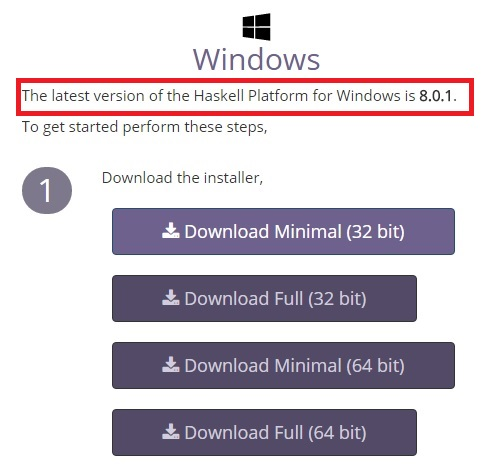 Windows
The latest version of the Haskell Platform for Windows is 8.0.1.
To get started perform these steps,
1
Download the installer,
Download Minimal (32 bit)
Download Full (32 bit)
Download Minimal (64 bit)
Download Full (64 bit)